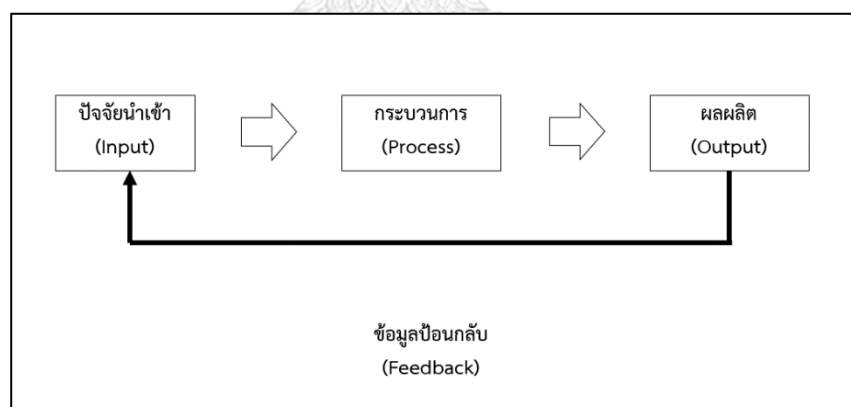 ปัจจัยนำเข้า
(Input)
กระบวนการ
(Process)
ผลผลิต
(Output)
ข้อมูลป้อนกลับ
(Feedback)